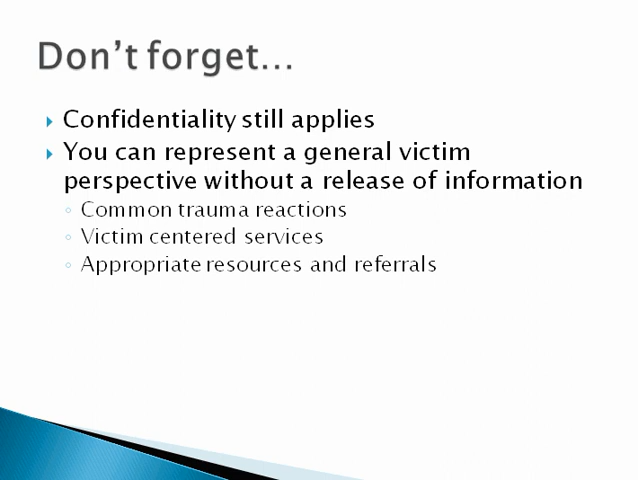 Don't forget...
Confidentiality still applies
You can represent a general victim
perspective without a release of information
Common trauma reactions
Victim centered services
Appropriate resources and referrals